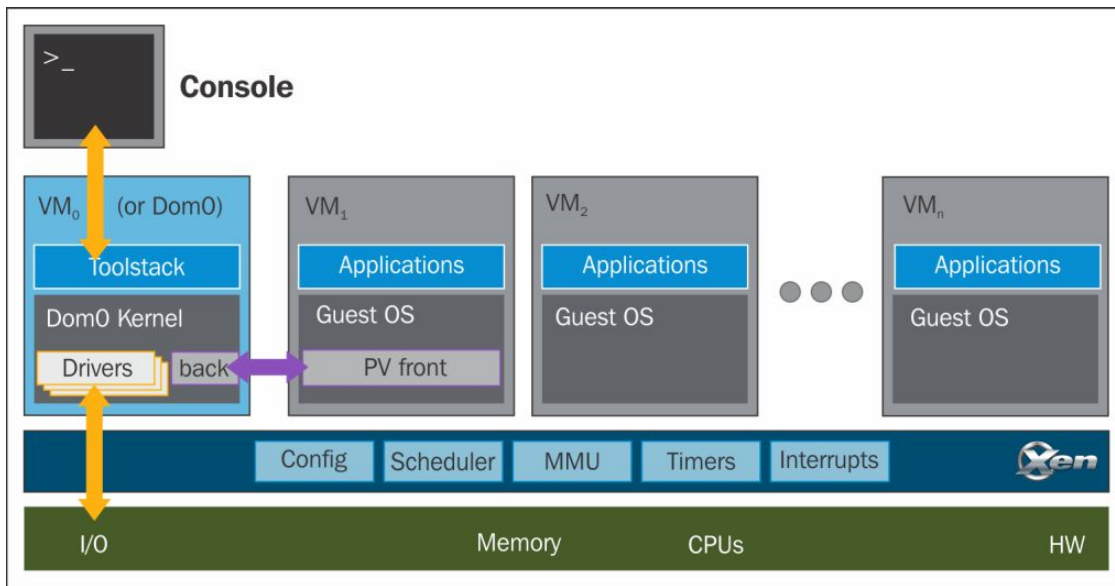 >_
Console
VM₀ (or Dom0)
Toolstack
Dom0 Kernel
Drivers back
VM₁
Applications
Guest OS
PV front
VM₂
Applications
Guest OS
VMₙ
Applications
Guest OS
Config Scheduler MMU Timers Interrupts Xen
I/O Memory CPUs HW